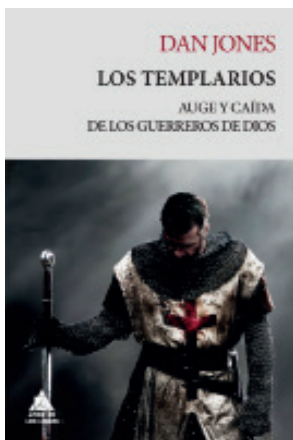 DAN JONES
LOS TEMPLARIOS
AUGE Y CAÍDA
DE LOS GUERREROS DE DIOS